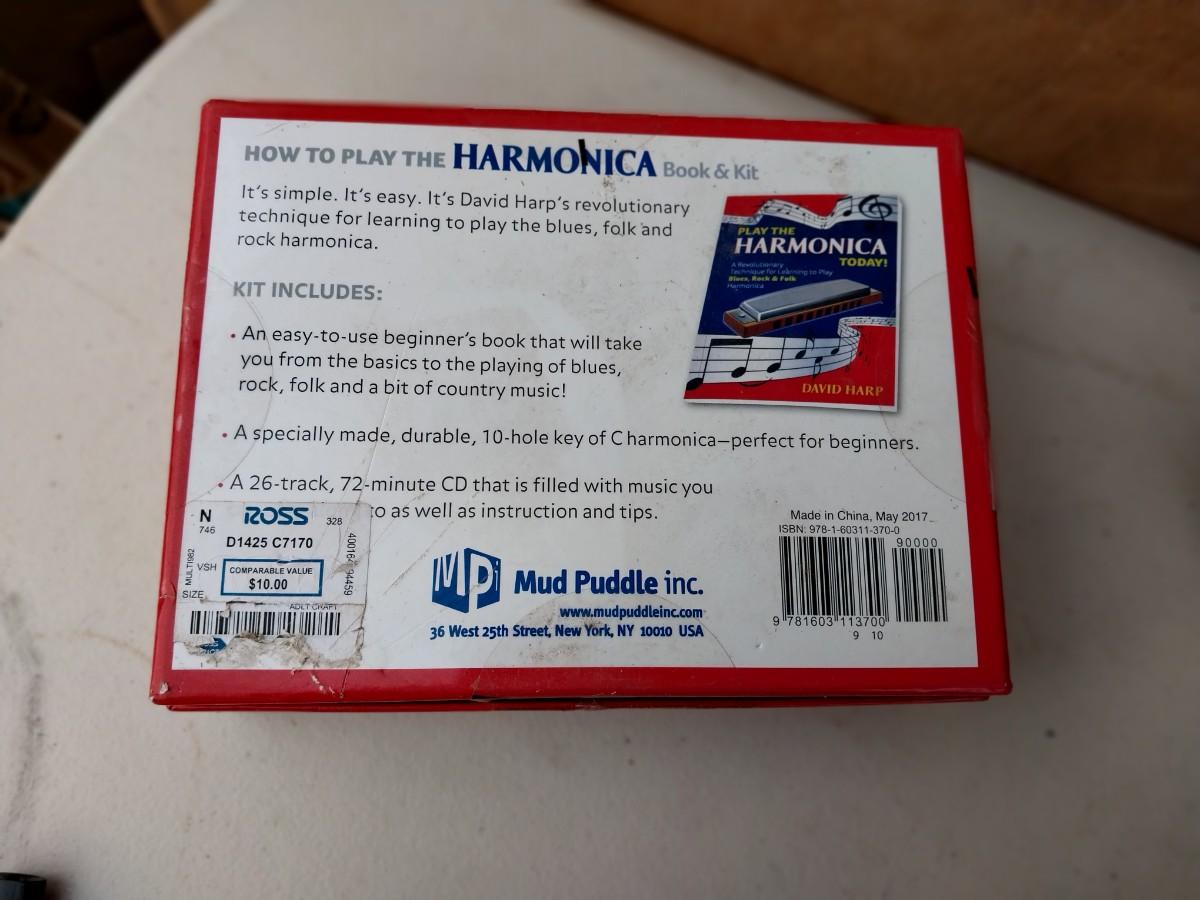 HOW TO PLAY THE HARMONICA Book & Kit
It's simple. It's easy. It's David Harp's revolutionary
technique for learning to play the blues, folk and
rock harmonica.
KIT INCLUDES:
• An easy-to-use beginner's book that will take
you from the basics to the playing of blues,
rock, folk and a bit of country music!
• A specially made, durable, 10-hole key of C harmonica—perfect for beginners.
• A 26-track, 72-minute CD that is filled with music you
to as well as instruction and tips.
PLAY THE
HARMONICA
TODAY!
A Revolutionary
Technique for Learning to Play
Blues, Rock & Folk
Harmonica
DAVID HARP
N
746
ROSS
328
D1425 C7170
MULTI982
VSH
SIZE
COMPARABLE VALUE
$10.00
94459
ADLT CRAFT
MPi
Mud Puddle inc.
www.mudpuddleinc.com
36 West 25th Street, New York, NY 10010 USA
Made in China, May 2017
ISBN: 978-1-60311-370-0
90000
9 781603 113700
9 10